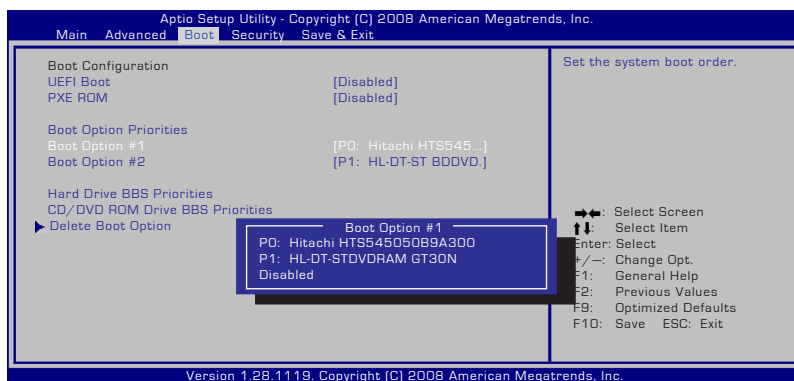 Aptio Setup Utility - Copyright (C) 2008 American Megatrends, Inc.
Main Advanced Boot Security Save & Exit
Boot Configuration
UEFI Boot [Disabled]
PXE ROM [Disabled]
Boot Option Priorities
Boot Option #1 [P0: Hitachi HTS545...]
Boot Option #2 [P1: HL-DT-ST BDDVD.]
Hard Drive BBS Priorities
CD/DVD ROM Drive BBS Priorities
Delete Boot Option
Boot Option #1
P0: Hitachi HTS545050B9A300
P1: HL-DT-STDVDRAM GT30N
Disabled
Set the system boot order.
: Select Screen
: Select Item
Enter: Select
+/—: Change Opt.
F1: General Help
F2: Previous Values
F9: Optimized Defaults
F10: Save ESC: Exit
Version 1.28.1119. Copyright (C) 2008 American Megatrends, Inc.